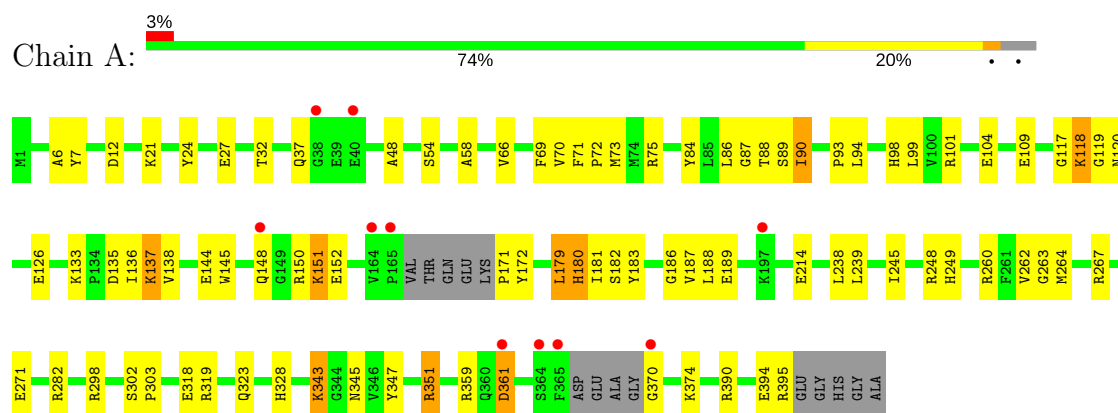 3%
Chain A:
74% 20% • •
M1 A6 Y7 D12 K21 Y24 E27 T32 Q37 G38 E39 E40 A48 S54 A58 V66 F69 V70 F71 P72 M73 M74 R75 Y84 L85 L86 G87 T88 S89 I90 P93 L94 H98 L99 V100 R101 E104 E109 G117 K118 G119 N120
E126 K133 P134 D135 I136 K137 V138 E144 W145 Q148 G149 R150 K151 E152 V164 P165 VAL THR GLN GLU LYS P171 Y172 L179 H180 I181 S182 Y183 G186 V187 L188 E189 K197 E214 L238 L239 I245 R248 H249 R260 F261 V262 G263 M264 R267
E271 R282 R298 S302 P303 E318 R319 Q323 H328 K343 G344 N345 V346 Y347 R351 R359 Q360 D361 S364 F365 ASP GLU ALA GLY G370 K374 R390 E394 R395 GLU GLY HIS GLY ALA